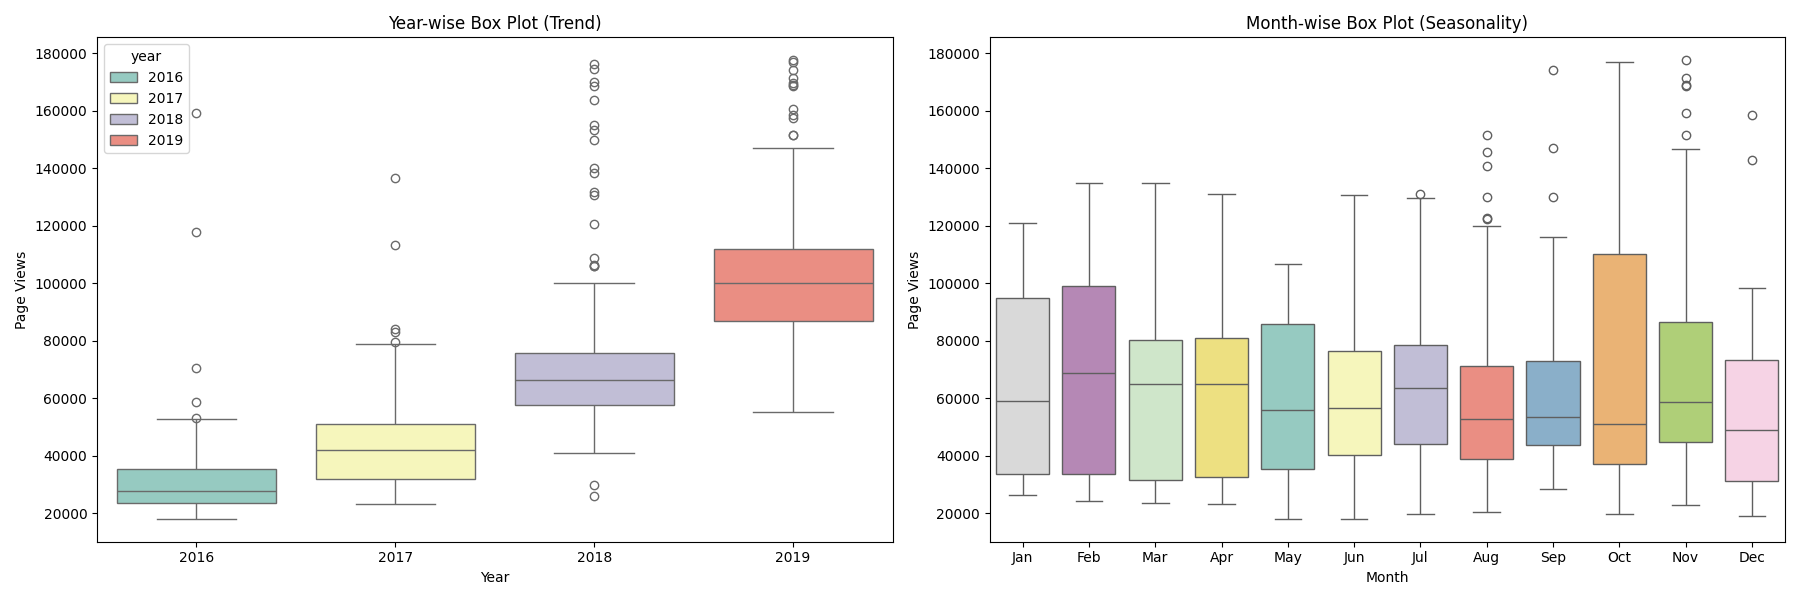 Year-wise Box Plot (Trend)
Page Views
180000
160000
140000
120000
100000
80000
60000
40000
20000
year
2016
2017
2018
2019
2016 2017 2018 2019
Year
Month-wise Box Plot (Seasonality)
Page Views
180000
160000
140000
120000
100000
80000
60000
40000
20000
Jan Feb Mar Apr May Jun Jul Aug Sep Oct Nov Dec
Month